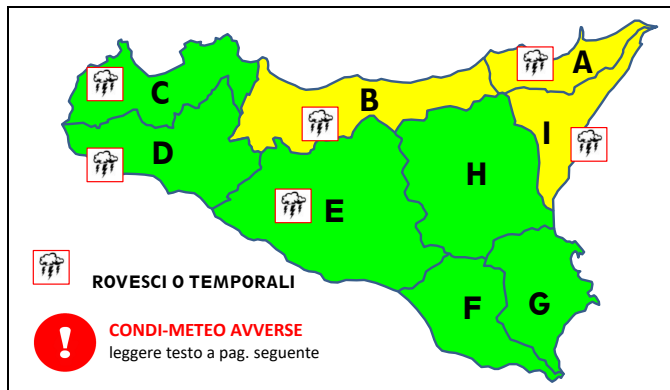 A
C
B
I
D
H
E
ROVESCI O TEMPORALI
F
G
!
CONDI-METEO AVVERSE
leggere testo a pag. seguente